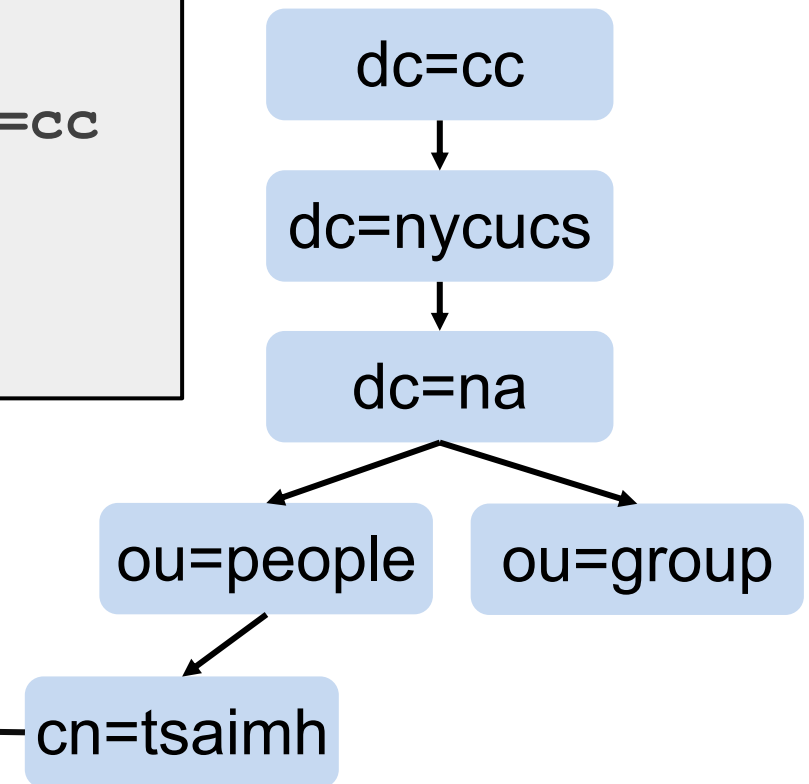 =cc
dc=cc
dc=nycucs
dc=na
ou=people
ou=group
cn=tsaimh